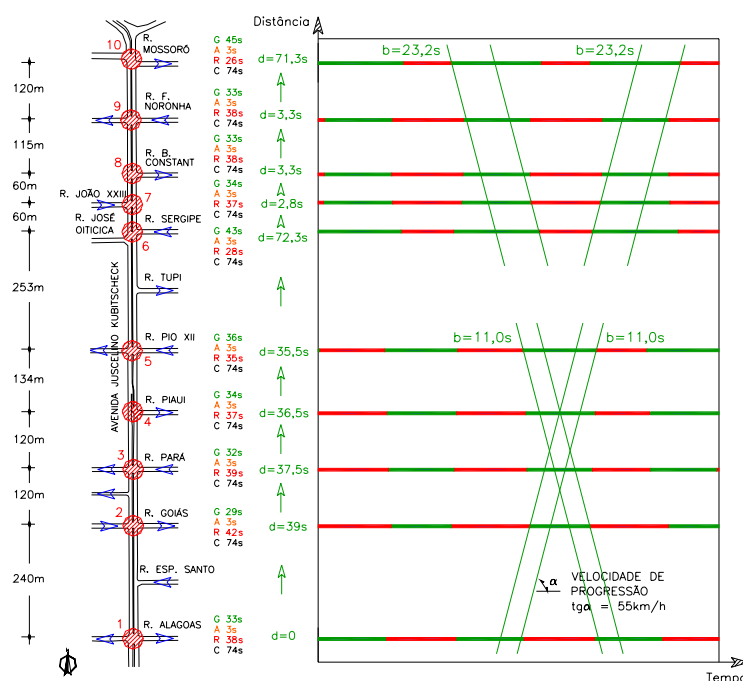 Distância
10
R.
MOSSORÓ
G 45s
A 3s
R 26s
C 74s
d=71,3s
b=23,2s
b=23,2s
120m
9
R. F.
NORONHA
G 33s
A 3s
R 38s
C 74s
d=3,3s
115m
8
R. B.
CONSTANT
G 33s
A 3s
R 38s
C 74s
d=3,3s
60m
R. JOÃO XXIII
7
G 34s
A 3s
R 37s
C 74s
d=2,8s
60m
R. JOSÉ
OITICICA
R. SERGIPE
6
G 43s
A 3s
R 28s
C 74s
d=72,3s
253m
R. TUPI
AVENIDA JUSCELINO KUBITSCHECK
R. PIO XII
5
G 36s
A 3s
R 35s
C 74s
d=35,5s
b=11,0s
b=11,0s
134m
R. PIAUI
4
G 34s
A 3s
R 37s
C 74s
d=36,5s
120m
3
R. PARÁ
G 32s
A 3s
R 39s
C 74s
d=37,5s
120m
2
R. GOIÁS
G 29s
A 3s
R 42s
C 74s
d=39s
240m
R. ESP. SANTO
α
VELOCIDADE DE
PROGRESSÃO
tgα = 55km/h
1
R. ALAGOAS
G 33s
A 3s
R 38s
C 74s
d=0
Tempo